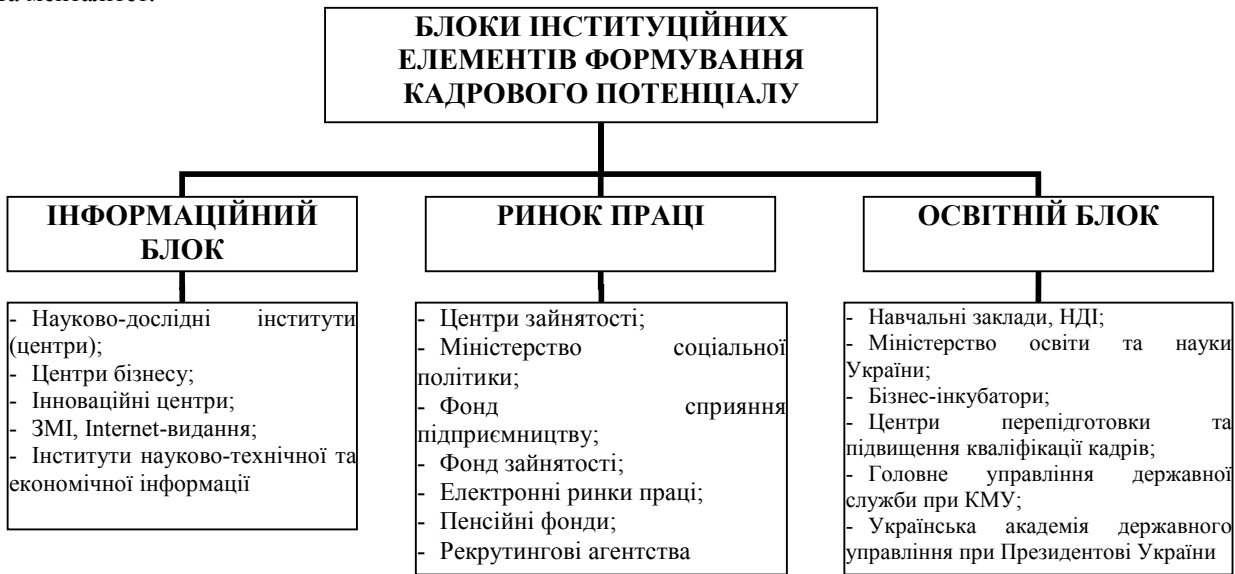 та менталітет.
БЛОКИ ІНСТИТУЦІЙНИХ
ЕЛЕМЕНТІВ ФОРМУВАННЯ
КАДРОВОГО ПОТЕНЦІАЛУ
ІНФОРМАЦІЙНИЙ
БЛОК
- Науково-дослідні інститути
(центри);
- Центри бізнесу;
- Інноваційні центри;
- ЗМІ, Internet-видання;
- Інститути науково-технічної та
економічної інформації
РИНОК ПРАЦІ
- Центри зайнятості;
- Міністерство соціальної
політики;
- Фонд сприяння
підприємництву;
- Фонд зайнятості;
- Електронні ринки праці;
- Пенсійні фонди;
- Рекрутингові агентства
ОСВІТНІЙ БЛОК
- Навчальні заклади, НДІ;
- Міністерство освіти та науки
України;
- Бізнес-інкубатори;
- Центри перепідготовки та
підвищення кваліфікації кадрів;
- Головне управління державної
служби при КМУ;
- Українська академія державного
управління при Президентові України